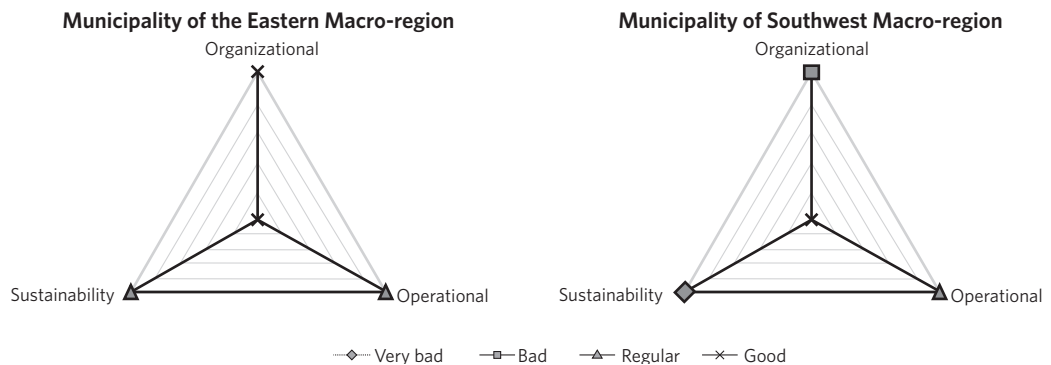 Municipality of the Eastern Macro-region
Organizational
Sustainability
Operational
Municipality of Southwest Macro-region
Organizational
Sustainability
Operational
Very bad
Bad
Regular
Good